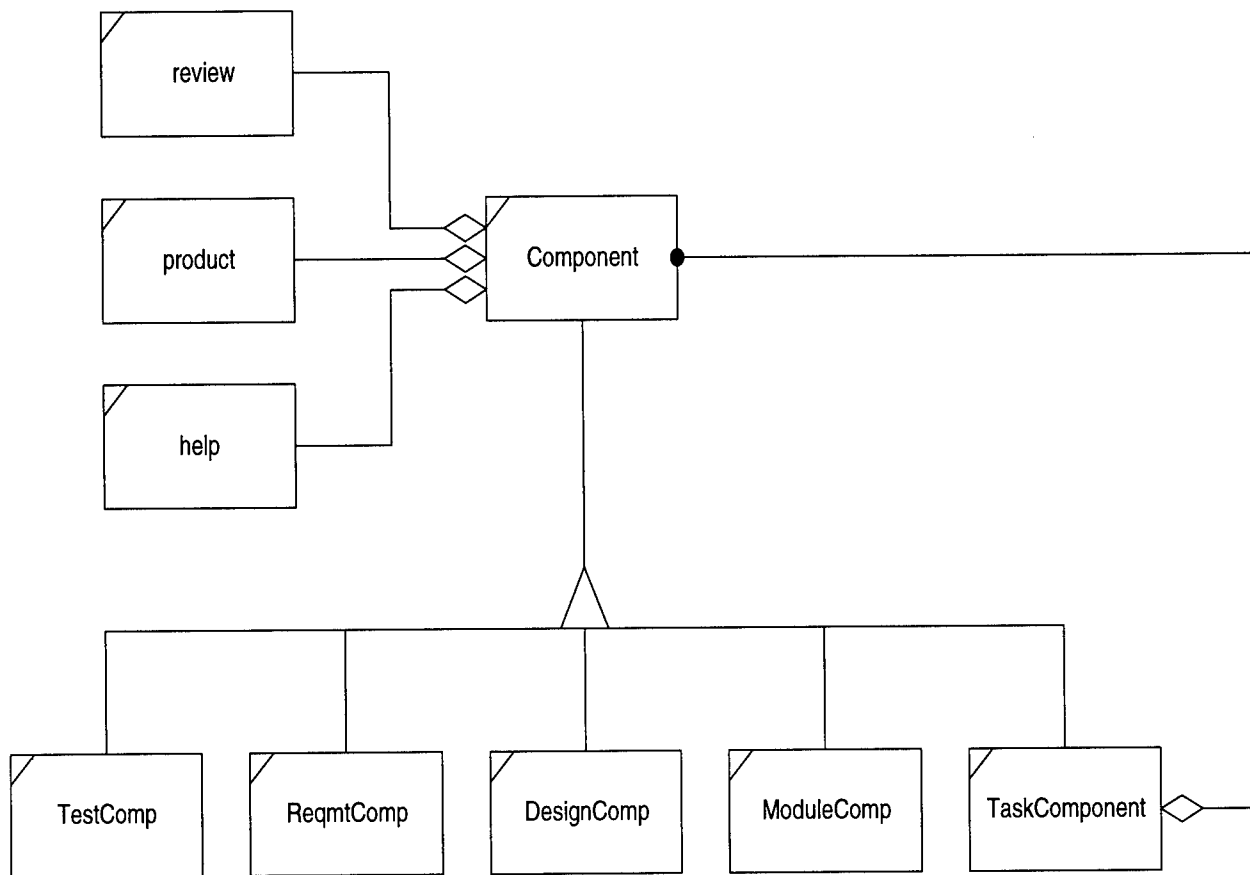 review
product
Component
help
TestComp
ReqmtComp
DesignComp
ModuleComp
TaskComponent